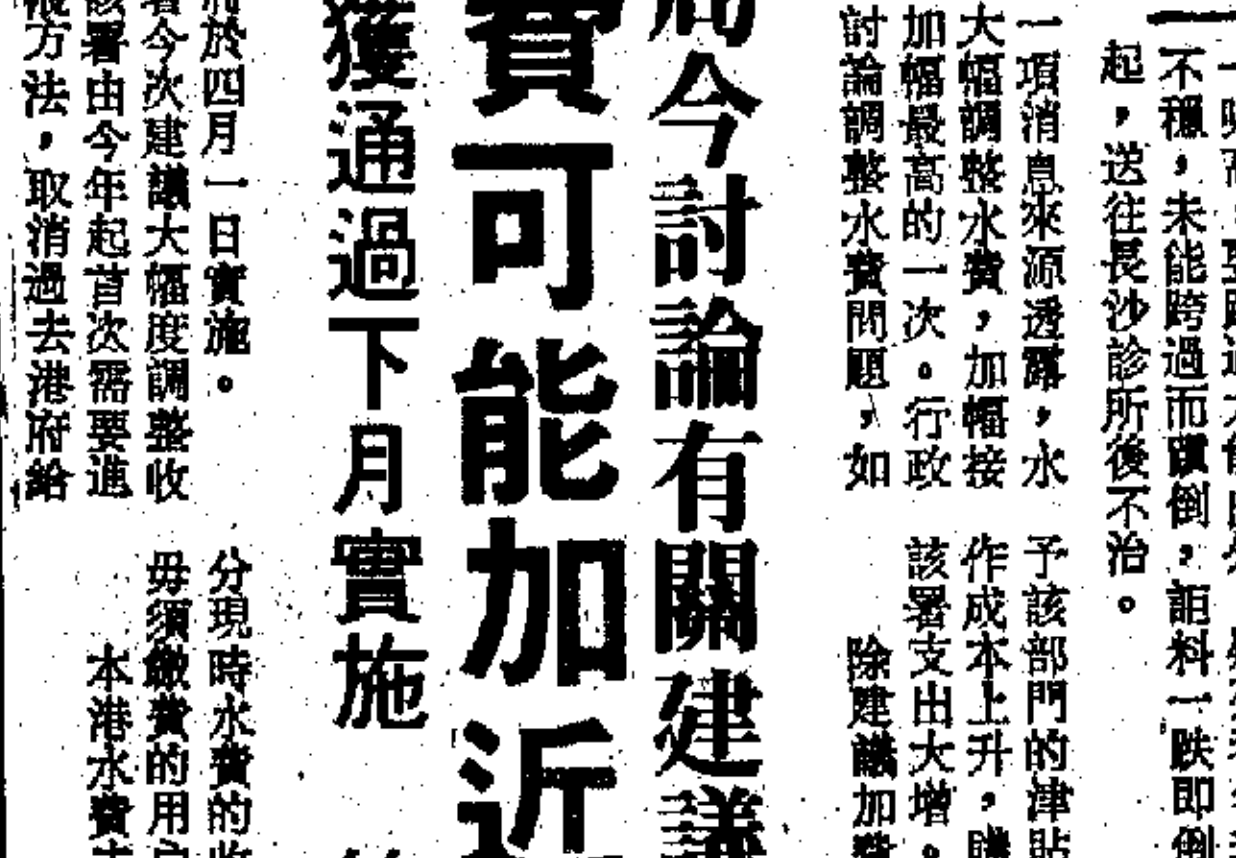 不穩，未能跨過而躓倒，詎料一跌即倒
起，送往長沙診所後不治。
局今討論有關建議
費可能加近
獲通過下月實施
一項消息來源透露，水
大幅調整水費，加幅接
加幅最高的一次。行政
討論調整水費問題，如
於四月一日實施。
今次建議大幅度調整收
該署由今年起首次需要進
方法，取消過去港府給
予該部門的津貼
作成本上升，
該署支出大增。
除建議加費
分現時水費的收
毋須繳費的用戶
本港水費